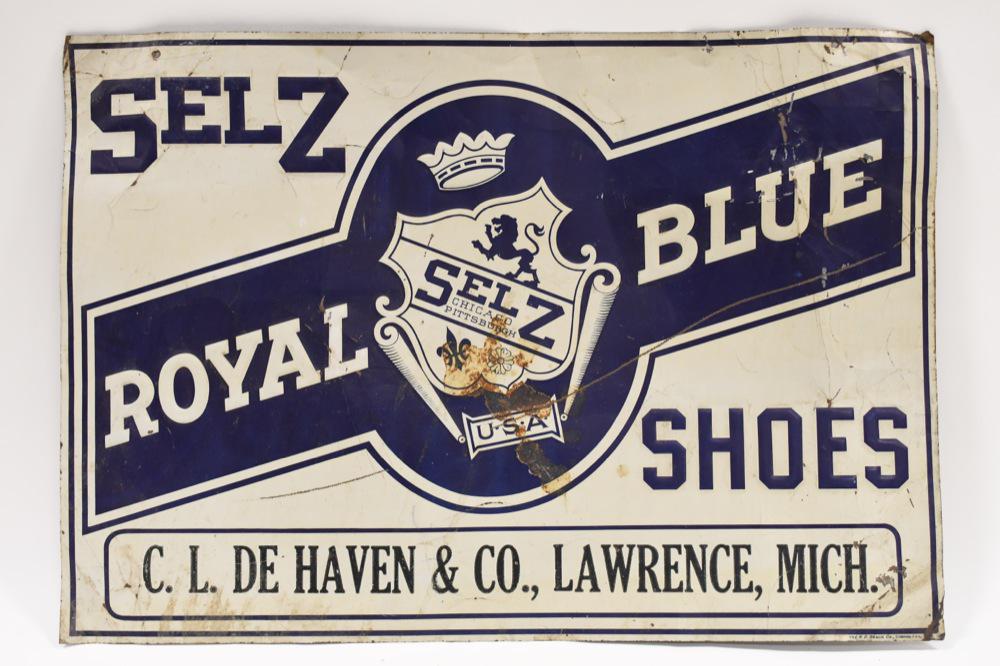 SELZ
ROYAL BLUE
SELZ
CHICAGO
PITTSBURGH
U·S·A
SHOES
C. L. DE HAVEN & CO., LAWRENCE, MICH.